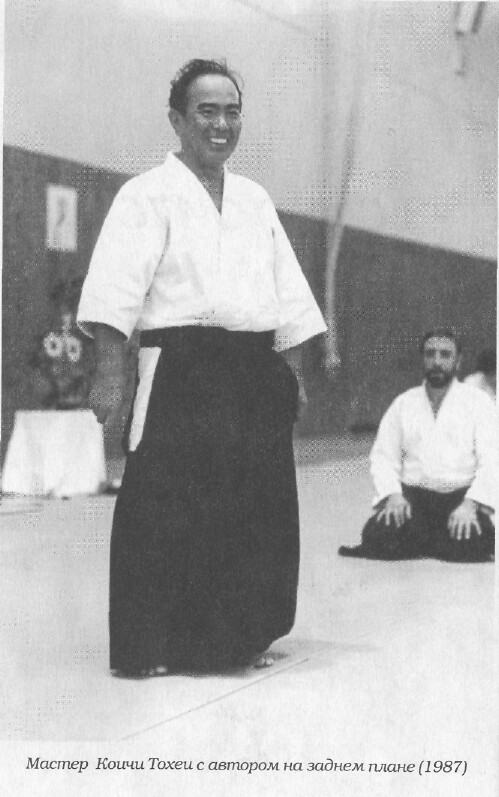 Мастер Коичи Тохеи с автором на заднем плане (1987)